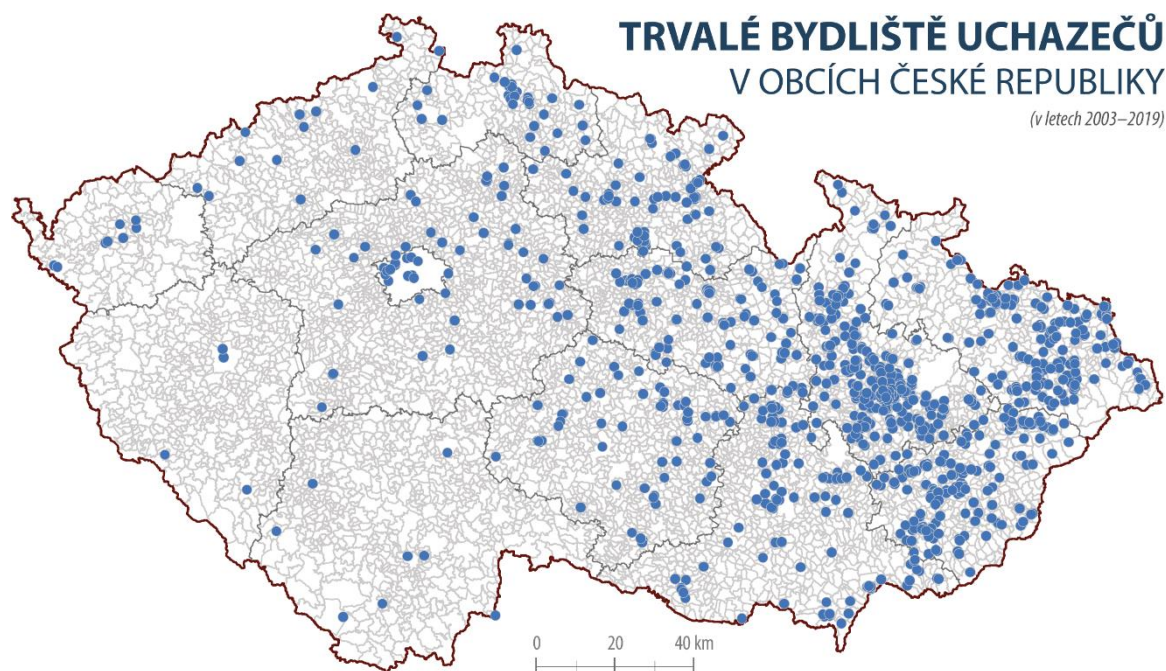 TRVALÉ BYDLIŠTĚ UCHAZEČŮ
V OBCÍCH ČESKÉ REPUBLIKY
(v letech 2003–2019)
0 20 40 km